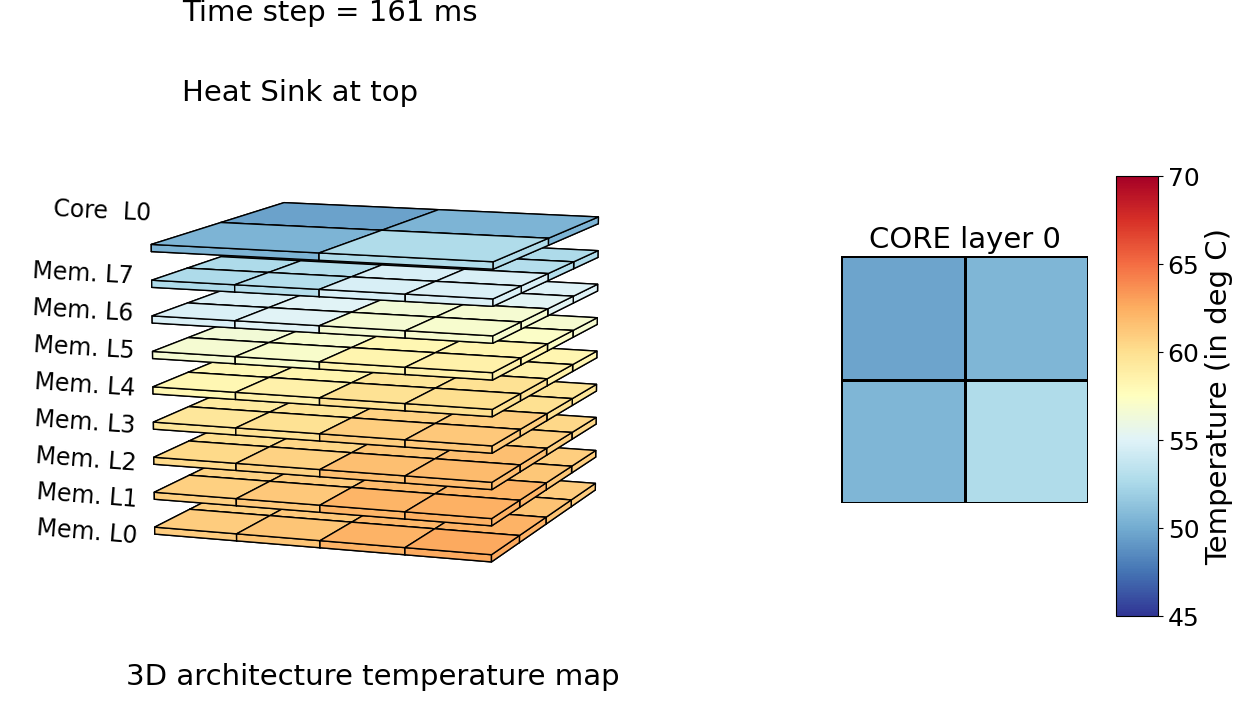 Time step = 161 ms
Heat Sink at top
Core L0
Mem. L7
Mem. L6
Mem. L5
Mem. L4
Mem. L3
Mem. L2
Mem. L1
Mem. L0
3D architecture temperature map
CORE layer 0
70
65
60
55
50
45
Temperature (in deg C)